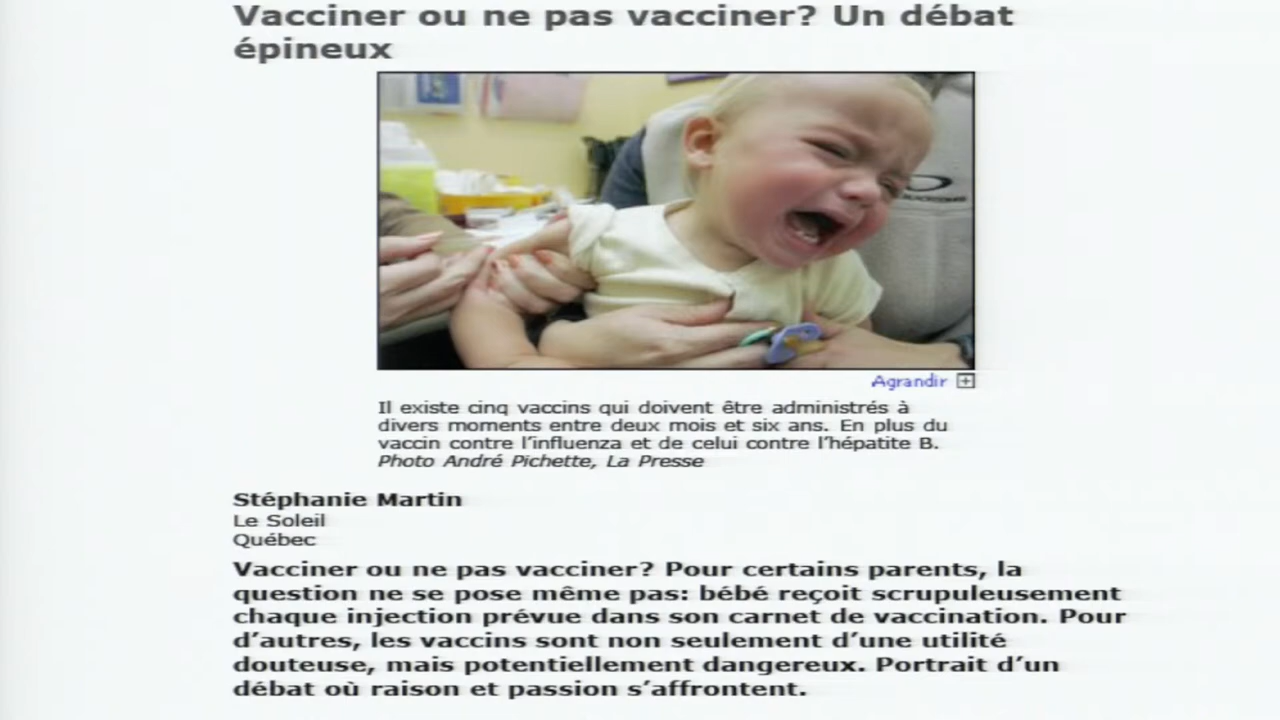 Vacciner ou ne pas vacciner? Un débat
épineux
Agrandir
Il existe cinq vaccins qui doivent être administrés à
divers moments entre deux mois et six ans. En plus du
vaccin contre l'influenza et de celui contre l'hépatite B.
Photo André Pichette, La Presse
Stéphanie Martin
Le Soleil
Québec
Vacciner ou ne pas vacciner? Pour certains parents, la
question ne se pose même pas: bébé reçoit scrupuleusement
chaque injection prévue dans son carnet de vaccination. Pour
d'autres, les vaccins sont non seulement d'une utilité
douteuse, mais potentiellement dangereux. Portrait d'un
débat où raison et passion s'affrontent.